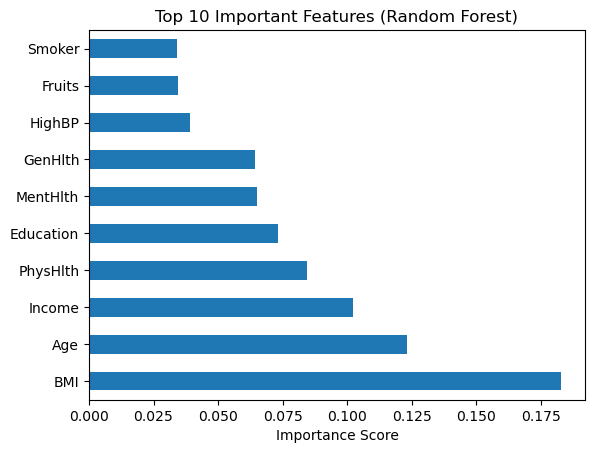 Top 10 Important Features (Random Forest)
Smoker
Fruits
HighBP
GenHlth
MentHlth
Education
PhysHlth
Income
Age
BMI
0.000 0.025 0.050 0.075 0.100 0.125 0.150 0.175
Importance Score